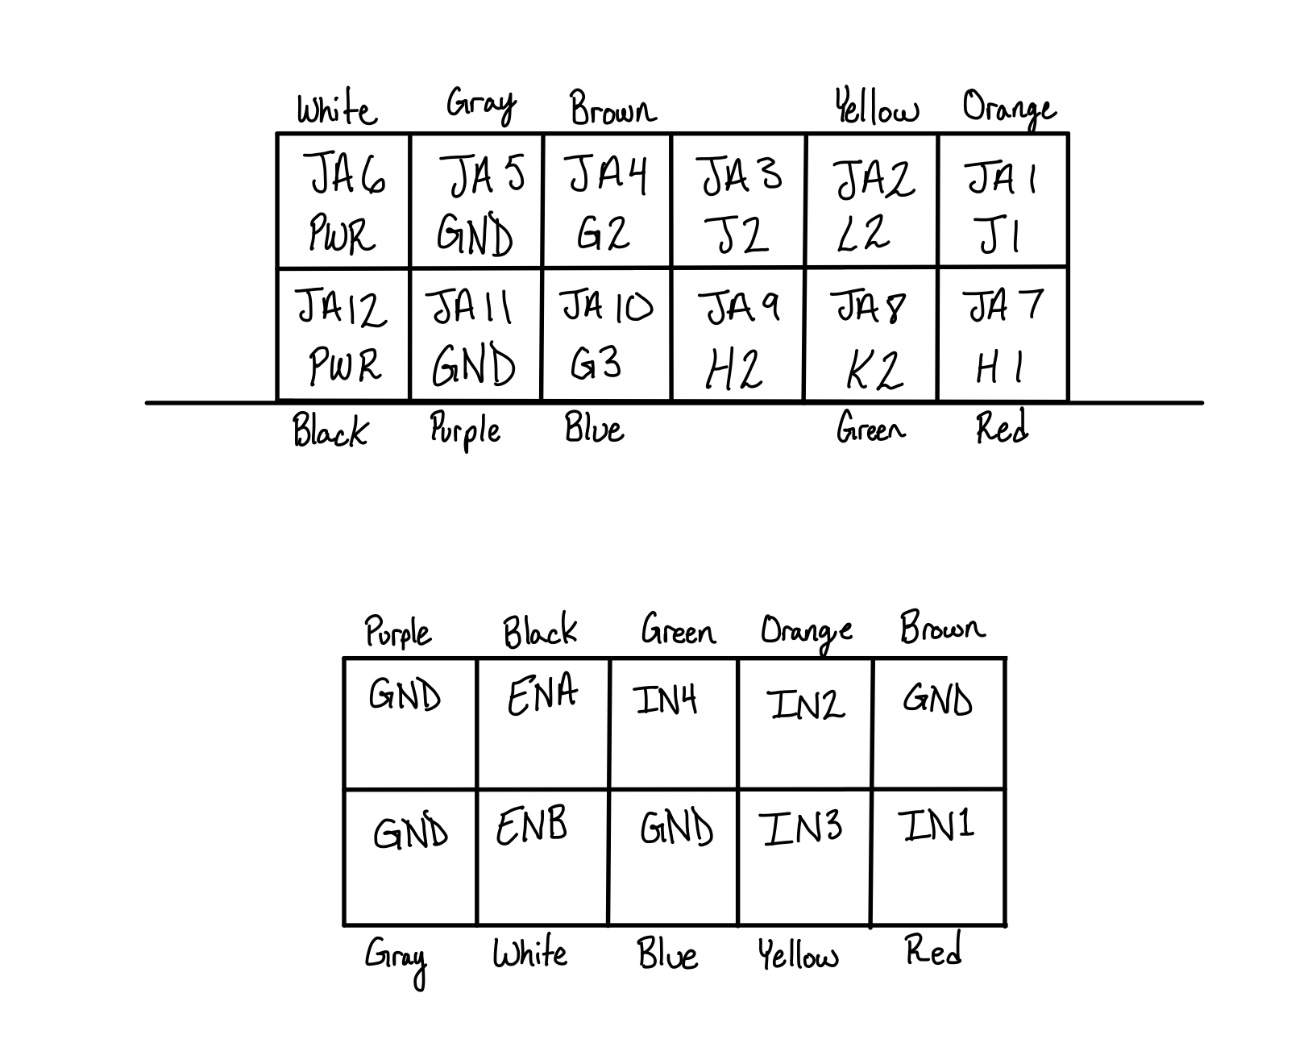 White Gray Brown Yellow Orange
JA6 JA5 JA4 JA3 JA2 JA1
PWR GND G2 J2 L2 J1
JA12 JA11 JA10 JA9 JA8 JA7
PWR GND G3 H2 K2 H1
Black Purple Blue Green Red
Purple Black Green Orange Brown
GND ENA IN4 IN2 GND
GND ENB GND IN3 IN1
Gray White Blue Yellow Red